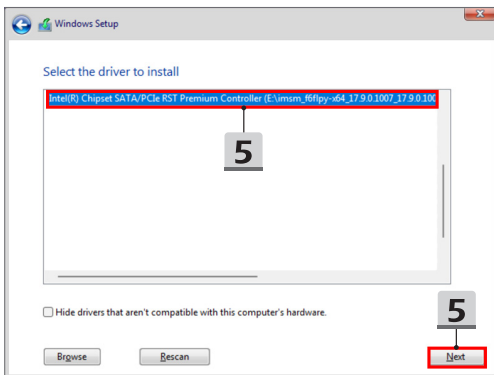 Windows Setup
Select the driver to install
Intel(R) Chipset SATA/PCIe RST Premium Controller (E:\imsm_f6flpy-x64_17.9.0.1007_17.9.0.100
5
Hide drivers that aren't compatible with this computer's hardware.
5
Browse Rescan Next